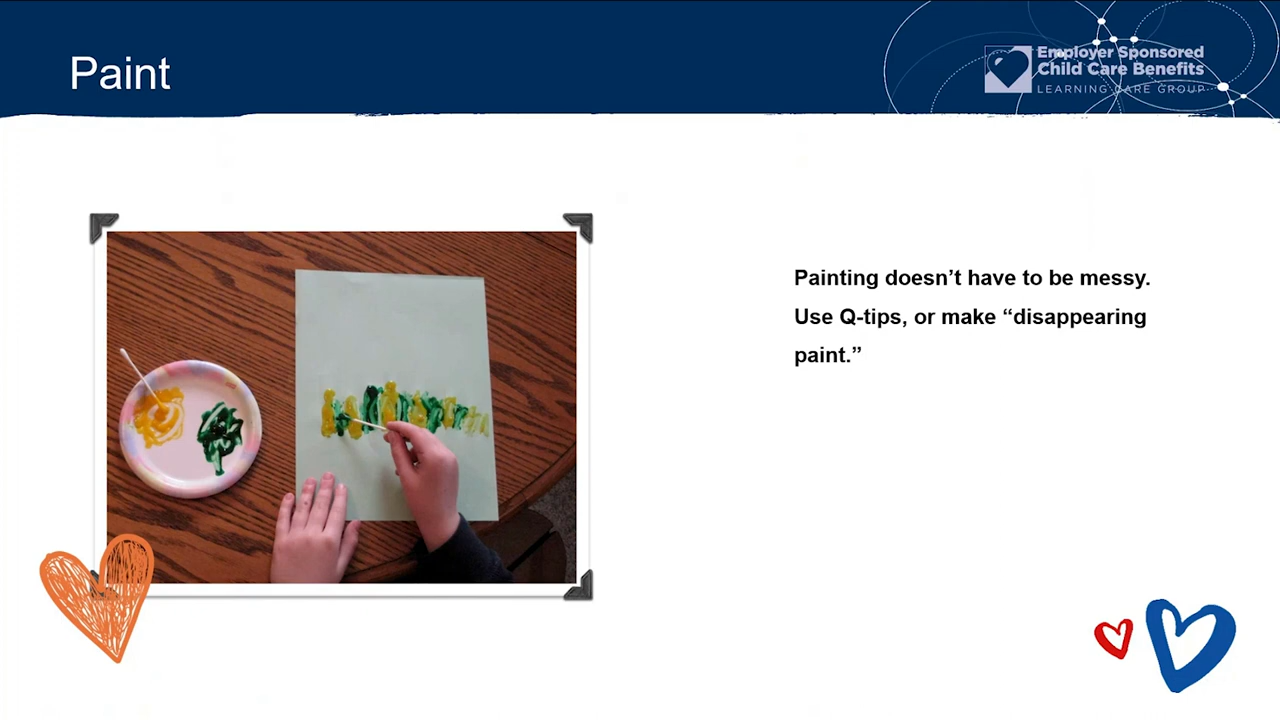 Paint
Employer Sponsored
Child Care Benefits
LEARNING CARE GROUP
Painting doesn’t have to be messy.
Use Q-tips, or make “disappearing
paint.”